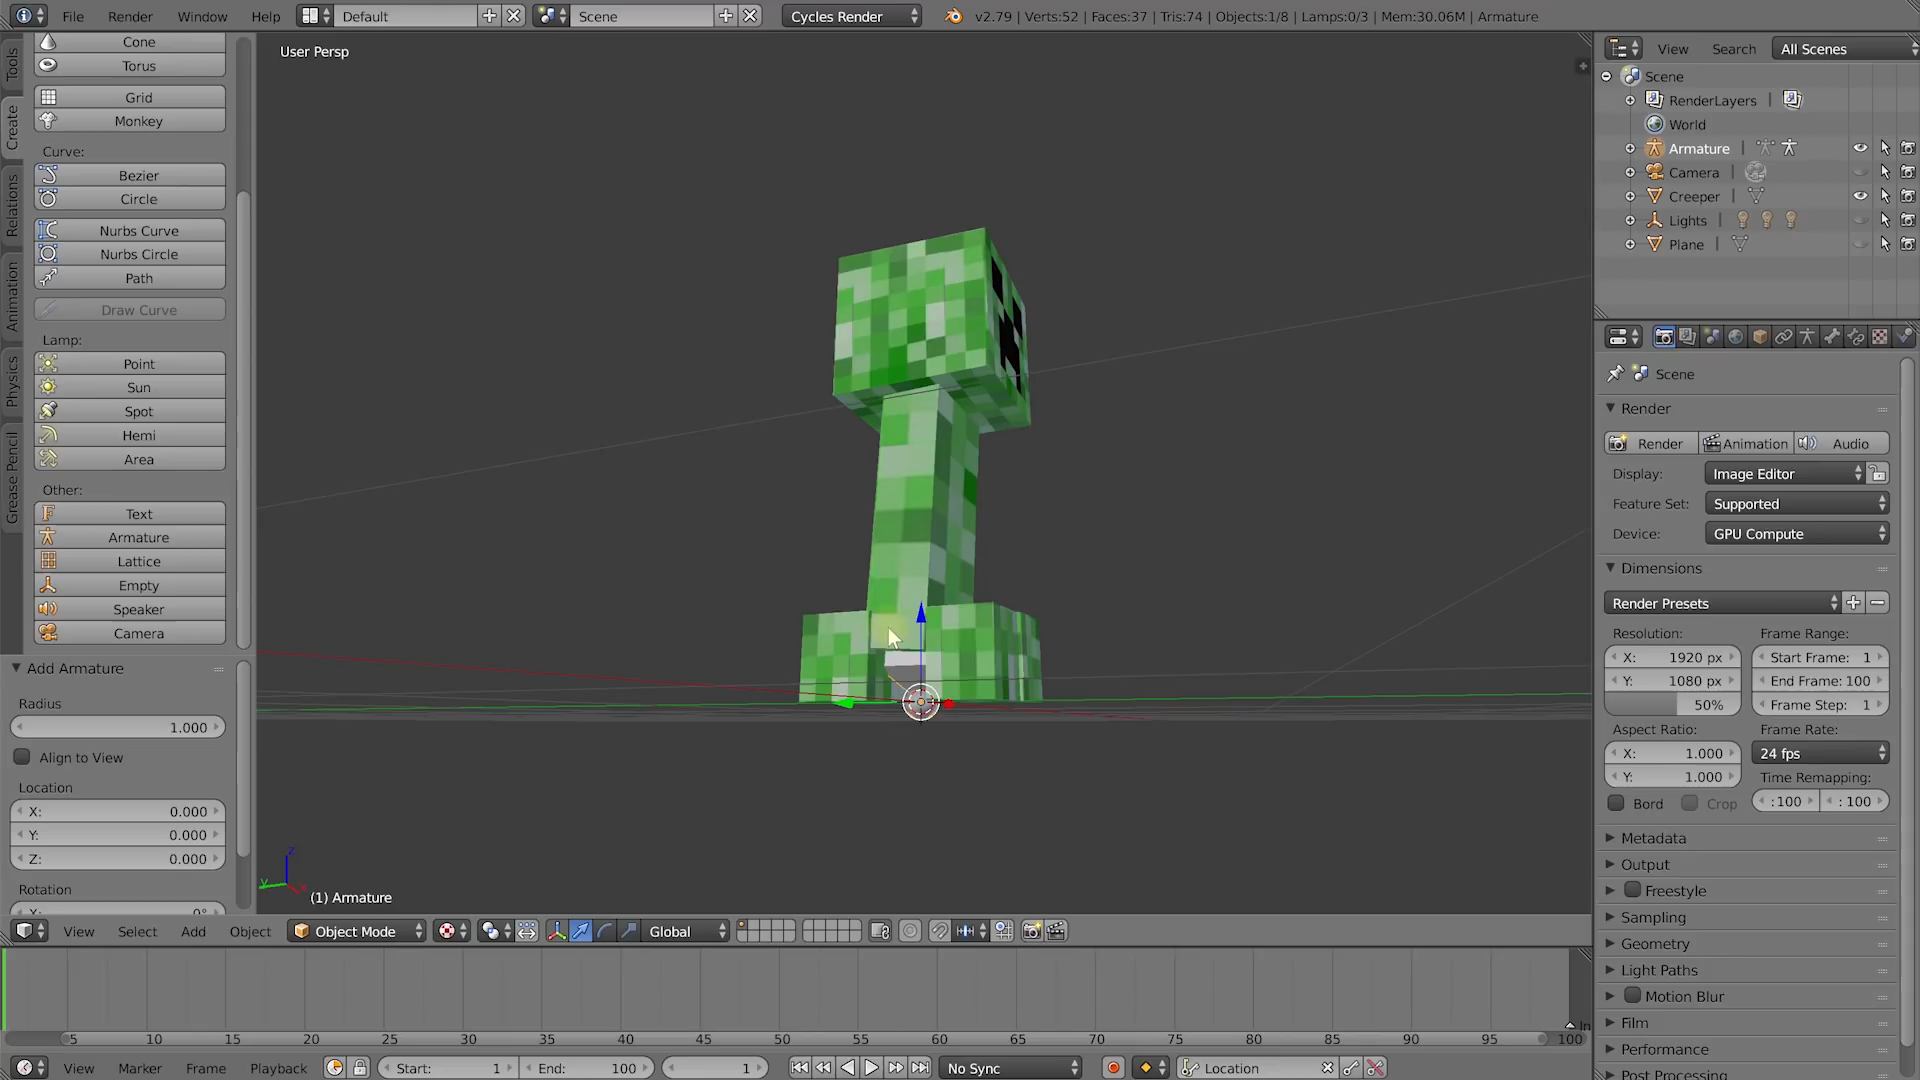 File Render Window Help Default Scene Cycles Render v2.79 | Verts:52 | Faces:37 | Tris:74 | Objects:1/8 | Lamps:0/3 | Mem:30.06M | Armature
User Persp
Tools
Create
Relations
Animation
Physics
Grease Pencil
Cone
Torus
Grid
Monkey
Curve:
Bezier
Circle
Nurbs Curve
Nurbs Circle
Path
Draw Curve
Lamp:
Point
Sun
Spot
Hemi
Area
Other:
Text
Armature
Lattice
Empty
Speaker
Camera
Add Armature
Radius
1.000
Align to View
Location
X: 0.000
Y: 0.000
Z: 0.000
Rotation
X: 0°
(1) Armature
View Select Add Object Object Mode Global
View Search All Scenes
Scene
RenderLayers
World
Armature
Camera
Creeper
Lights
Plane
Scene
Render
Render Animation Audio
Display: Image Editor
Feature Set: Supported
Device: GPU Compute
Dimensions
Render Presets
Resolution: Frame Range:
X: 1920 px Start Frame: 1
Y: 1080 px End Frame: 100
50% Frame Step: 1
Aspect Ratio: Frame Rate:
X: 1.000 24 fps
Y: 1.000 Time Remapping:
Bord Crop :100 : 100
Metadata
Output
Freestyle
Sampling
Geometry
Light Paths
Motion Blur
Film
Performance
Post Processing
5 10 15 20 25 30 35 40 45 50 55 60 65 70 75 80 85 90 95 100
View Marker Frame Playback Start: 1 End: 100 1 No Sync Location